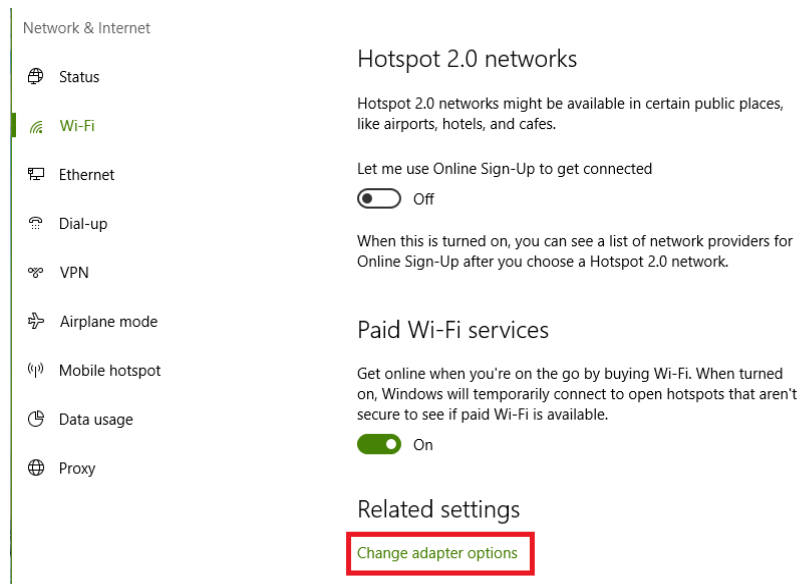 Network & Internet
Status
Wi-Fi
Ethernet
Dial-up
VPN
Airplane mode
Mobile hotspot
Data usage
Proxy
Hotspot 2.0 networks
Hotspot 2.0 networks might be available in certain public places,
like airports, hotels, and cafes.
Let me use Online Sign-Up to get connected
Off
When this is turned on, you can see a list of network providers for
Online Sign-Up after you choose a Hotspot 2.0 network.
Paid Wi-Fi services
Get online when you're on the go by buying Wi-Fi. When turned
on, Windows will temporarily connect to open hotspots that aren't
secure to see if paid Wi-Fi is available.
On
Related settings
Change adapter options